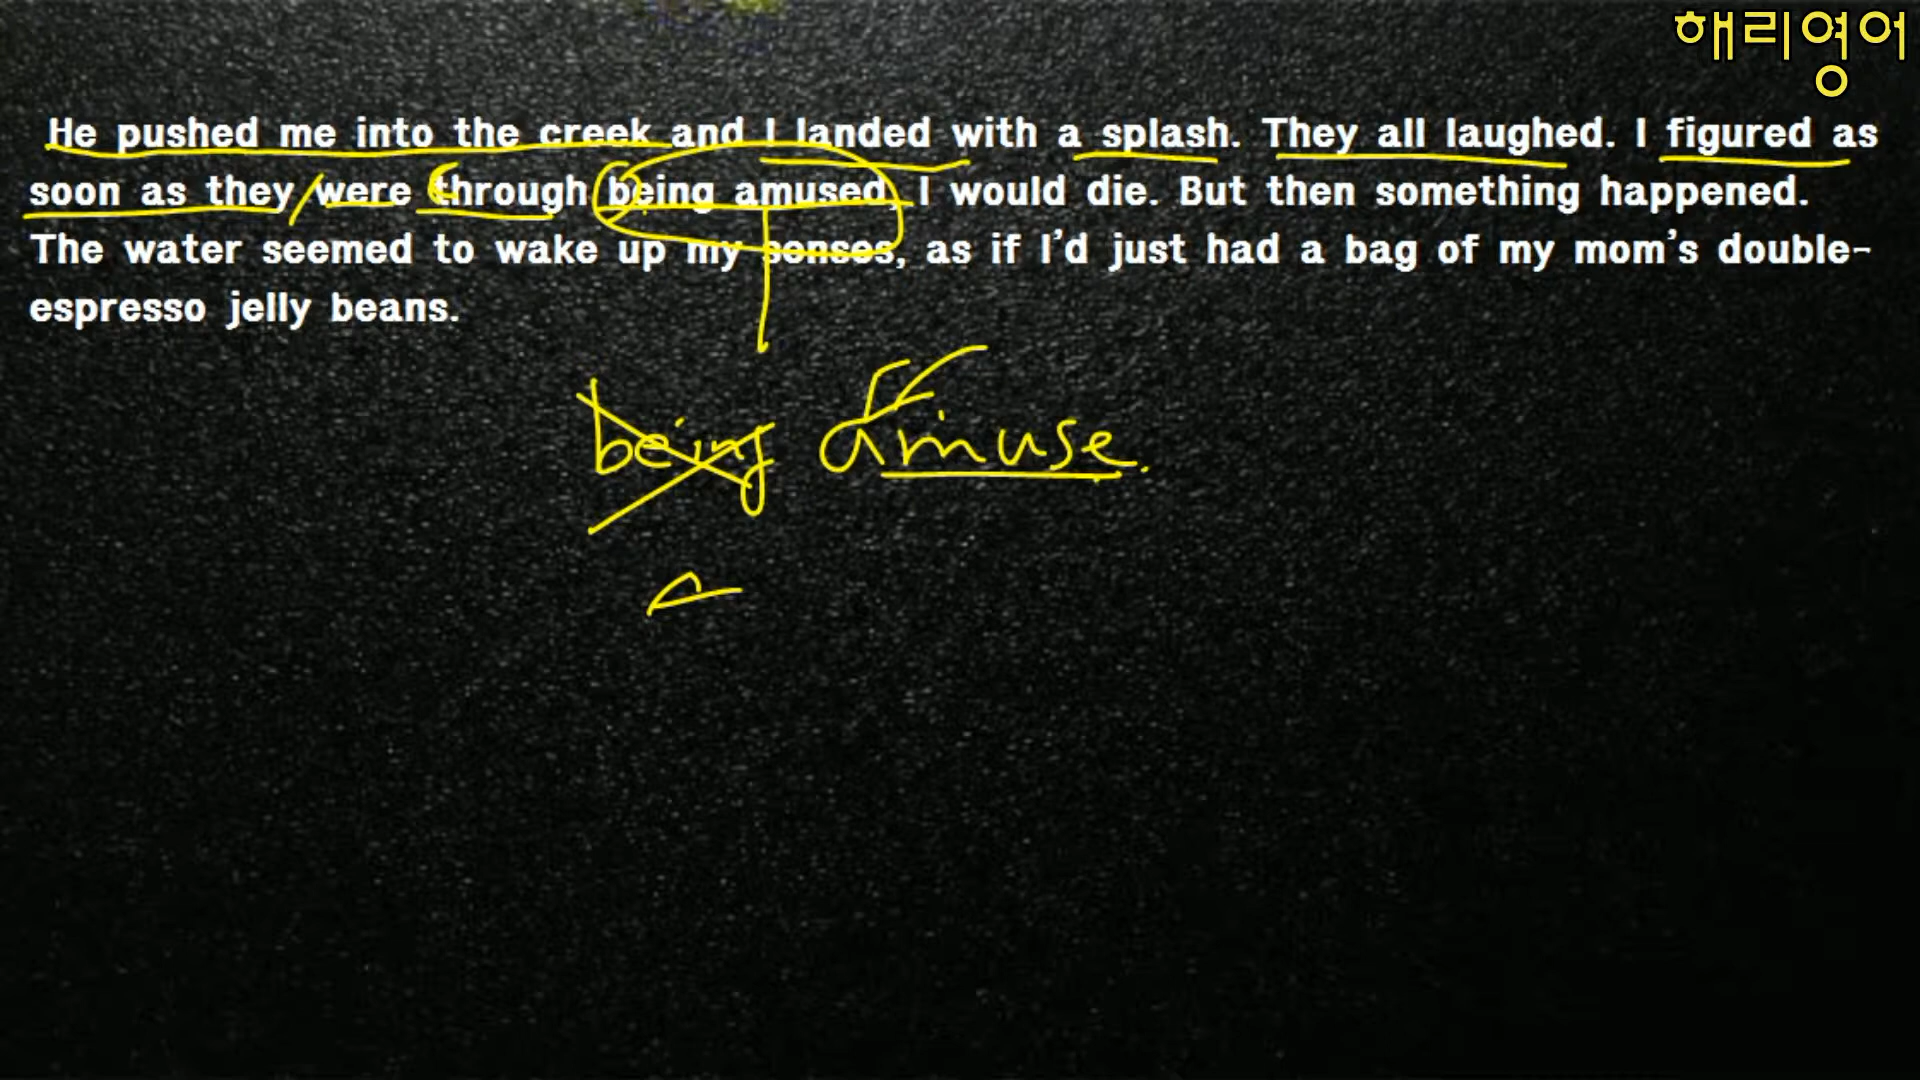 해리영어
He pushed me into the creek and I landed with a splash. They all laughed. I figured as
soon as they were through being amused, I would die. But then something happened.
The water seemed to wake up my senses, as if I'd just had a bag of my mom's double-
espresso jelly beans.
being amuse.